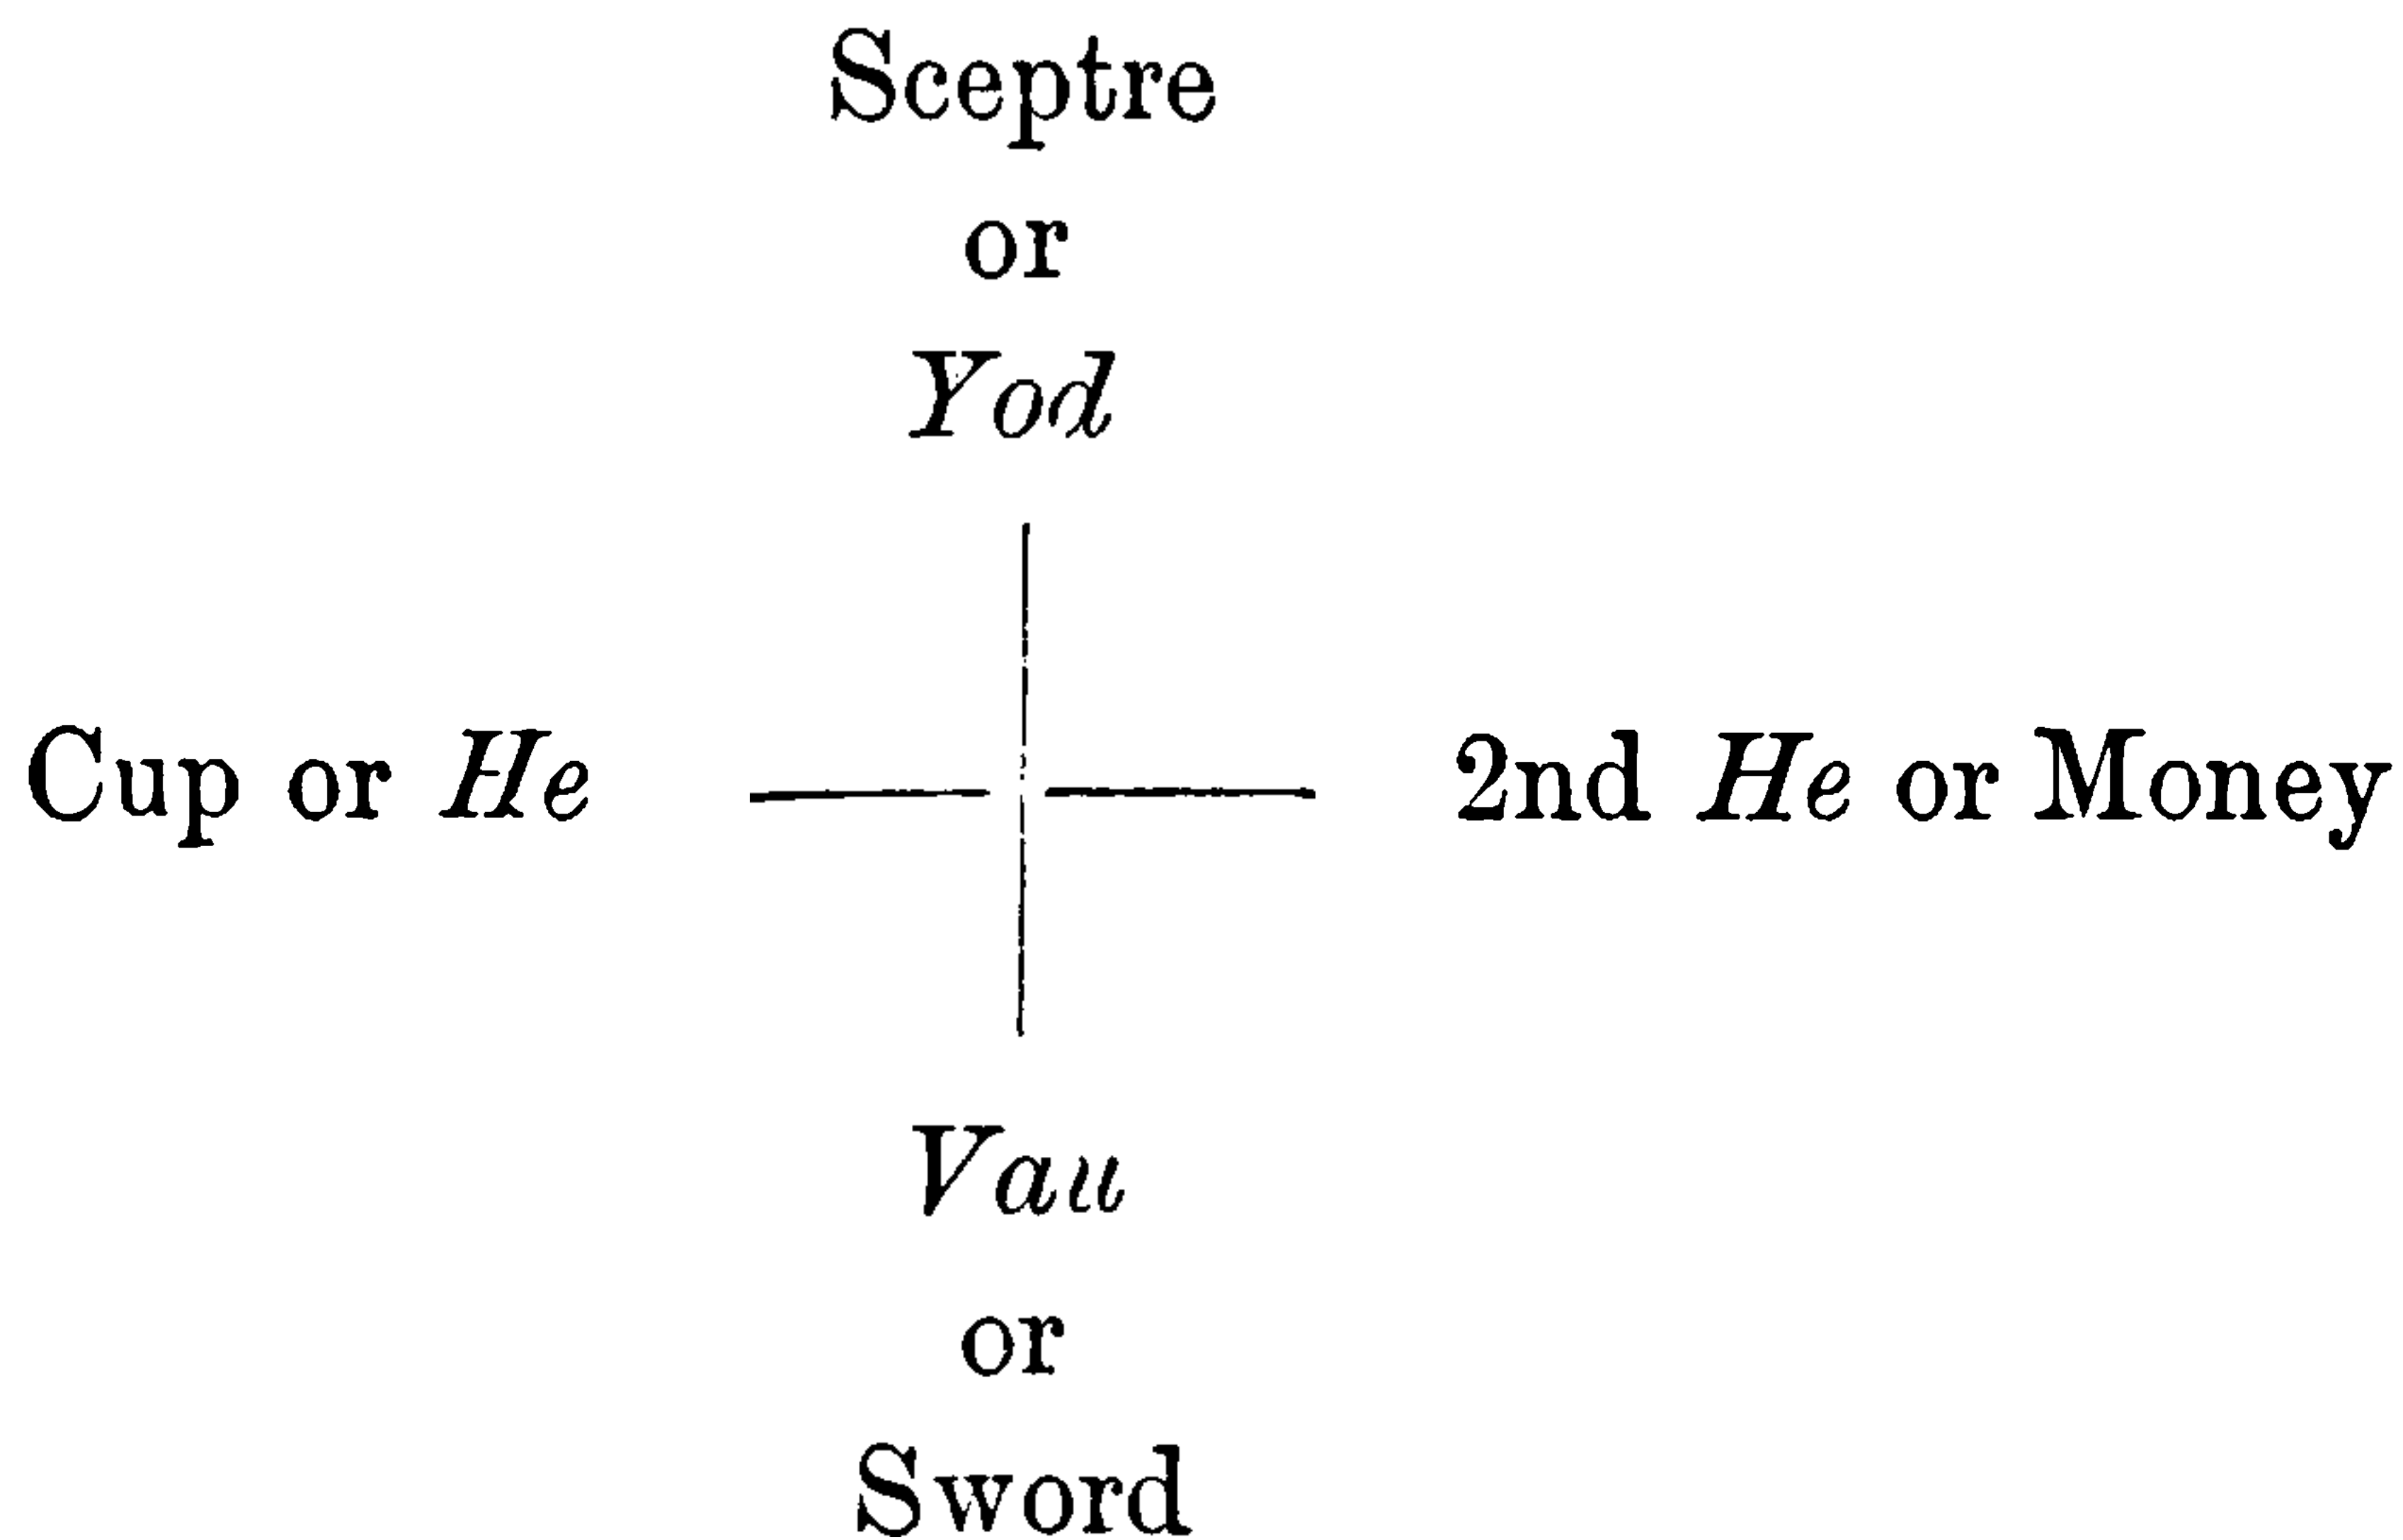 Sceptre
or
Yod
Cup or He 2nd He or Money
Vau
or
Sword